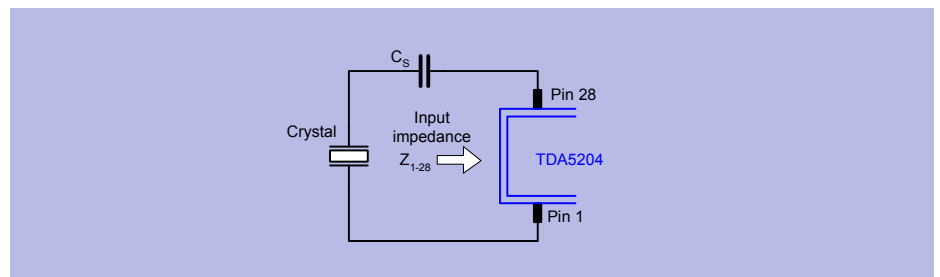 C_S
Pin 28
Input
impedance
Crystal
Z_1-28
TDA5204
Pin 1